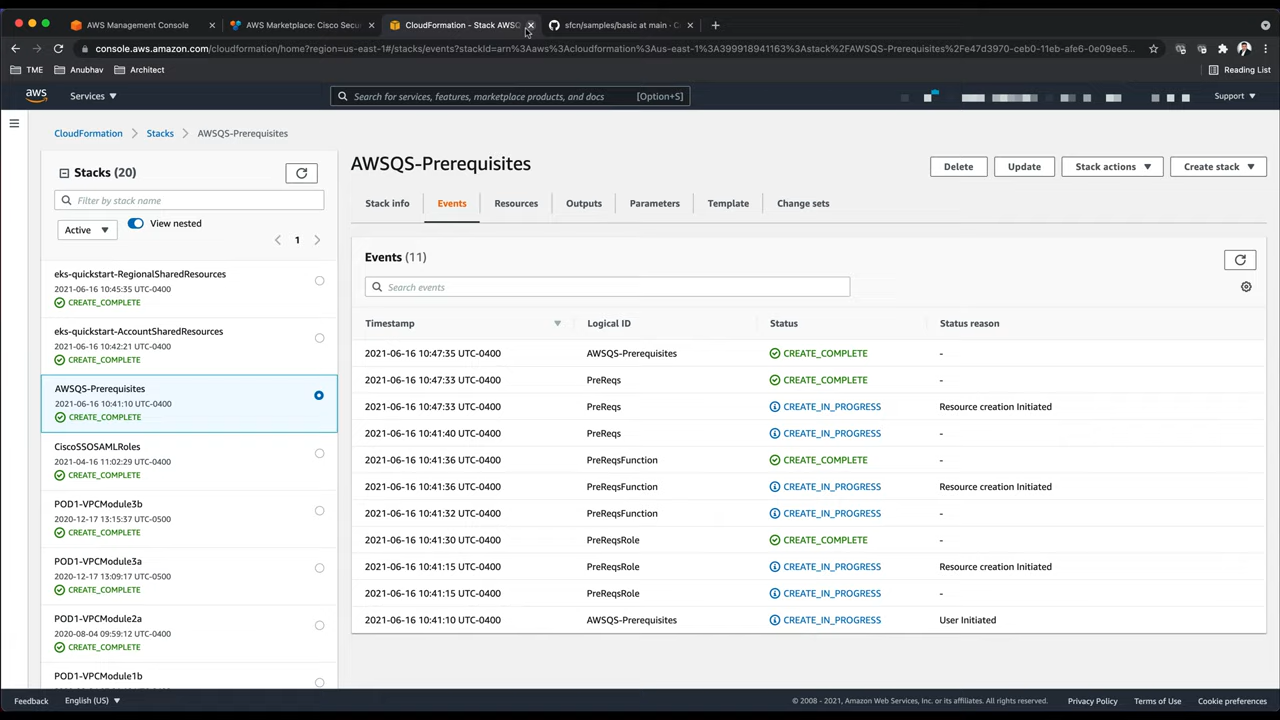 AWS Management Console
AWS Marketplace: Cisco Secu
CloudFormation - Stack AWSQ
sfcn/samples/basic at main · C
console.aws.amazon.com/cloudformation/home?region=us-east-1#/stacks/events?stackId=arn%3Aaws%3Acloudformation%3Aus-east-1%3A399918941163%3Astack%2FAWSQS-Prerequisites%2Fe47d3970-ceb0-11eb-afe6-0e09ee5...
TME
Anubhav
Architect
Reading List
aws
Services
Search for services, features, marketplace products, and docs
[Option+S]
Support
CloudFormation
Stacks
AWSQS-Prerequisites
Stacks (20)
Filter by stack name
Active
View nested
1
eks-quickstart-RegionalSharedResources
2021-06-16 10:45:35 UTC-0400
CREATE_COMPLETE
eks-quickstart-AccountSharedResources
2021-06-16 10:42:21 UTC-0400
CREATE_COMPLETE
AWSQS-Prerequisites
2021-06-16 10:41:10 UTC-0400
CREATE_COMPLETE
CiscoSSOSAMLRoles
2021-04-16 11:02:29 UTC-0400
CREATE_COMPLETE
POD1-VPCModule3b
2020-12-17 13:15:37 UTC-0500
CREATE_COMPLETE
POD1-VPCModule3a
2020-12-17 13:09:17 UTC-0500
CREATE_COMPLETE
POD1-VPCModule2a
2020-08-04 09:59:12 UTC-0400
CREATE_COMPLETE
POD1-VPCModule1b
AWSQS-Prerequisites
Delete
Update
Stack actions
Create stack
Stack info
Events
Resources
Outputs
Parameters
Template
Change sets
Events (11)
Search events
Timestamp Logical ID Status Status reason
2021-06-16 10:47:35 UTC-0400 AWSQS-Prerequisites CREATE_COMPLETE -
2021-06-16 10:47:33 UTC-0400 PreReqs CREATE_COMPLETE -
2021-06-16 10:47:33 UTC-0400 PreReqs CREATE_IN_PROGRESS Resource creation Initiated
2021-06-16 10:41:40 UTC-0400 PreReqs CREATE_IN_PROGRESS -
2021-06-16 10:41:36 UTC-0400 PreReqsFunction CREATE_COMPLETE -
2021-06-16 10:41:36 UTC-0400 PreReqsFunction CREATE_IN_PROGRESS Resource creation Initiated
2021-06-16 10:41:32 UTC-0400 PreReqsFunction CREATE_IN_PROGRESS -
2021-06-16 10:41:30 UTC-0400 PreReqsRole CREATE_COMPLETE -
2021-06-16 10:41:15 UTC-0400 PreReqsRole CREATE_IN_PROGRESS Resource creation Initiated
2021-06-16 10:41:15 UTC-0400 PreReqsRole CREATE_IN_PROGRESS -
2021-06-16 10:41:10 UTC-0400 AWSQS-Prerequisites CREATE_IN_PROGRESS User Initiated
Feedback
English (US)
© 2008 - 2021, Amazon Web Services, Inc. or its affiliates. All rights reserved.
Privacy Policy
Terms of Use
Cookie preferences